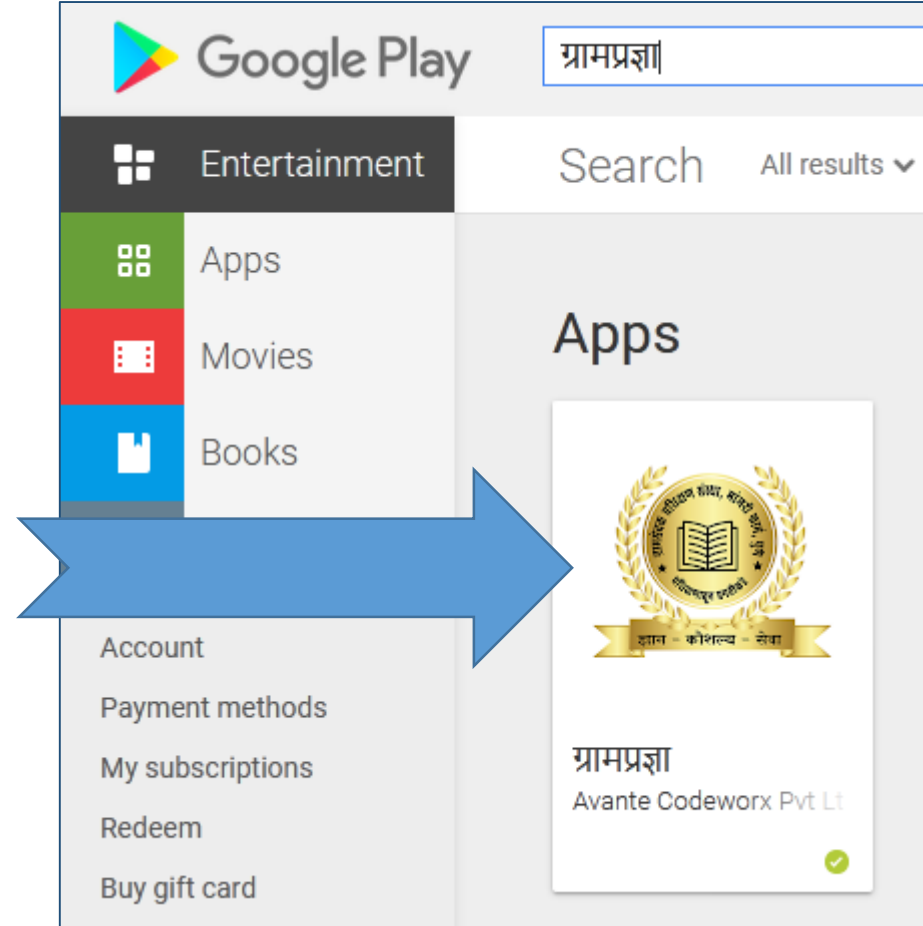 Google Play
ग्रामप्रज्ञा
Entertainment
Search All results
Apps
Movies
Books
Account
Payment methods
My subscriptions
Redeem
Buy gift card
Apps
ज्ञान - कौशल्य - सेवा
ग्रामप्रज्ञा
Avante Codeworx Pvt Lt